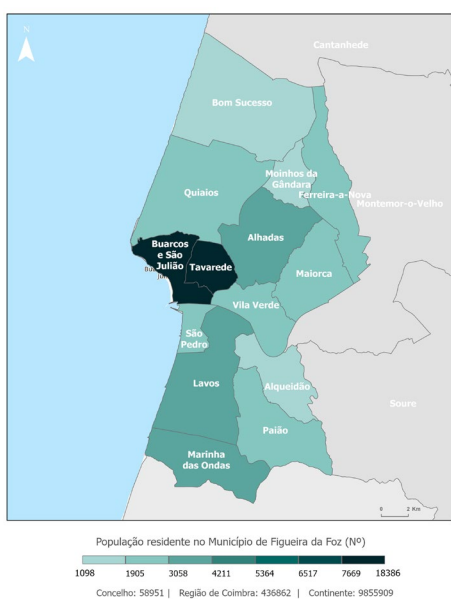 N
Cantanhede
Bom Sucesso
Moinhos da
Gândara
Ferreira-a-Nova
Quiaios
Montemor-o-Velho
Alhadas
Buarcos
e São
Julião
Tavarede
Maiorca
Vila Verde
São
Pedro
Lavos
Alqueidão
Soure
Paião
Marinha
das Ondas
0 2 Km
População residente no Município de Figueira da Foz (Nº)
1098 1905 3058 4211 5364 6517 7669 18386
Concelho: 58951 | Região de Coimbra: 436862 | Continente: 9855909